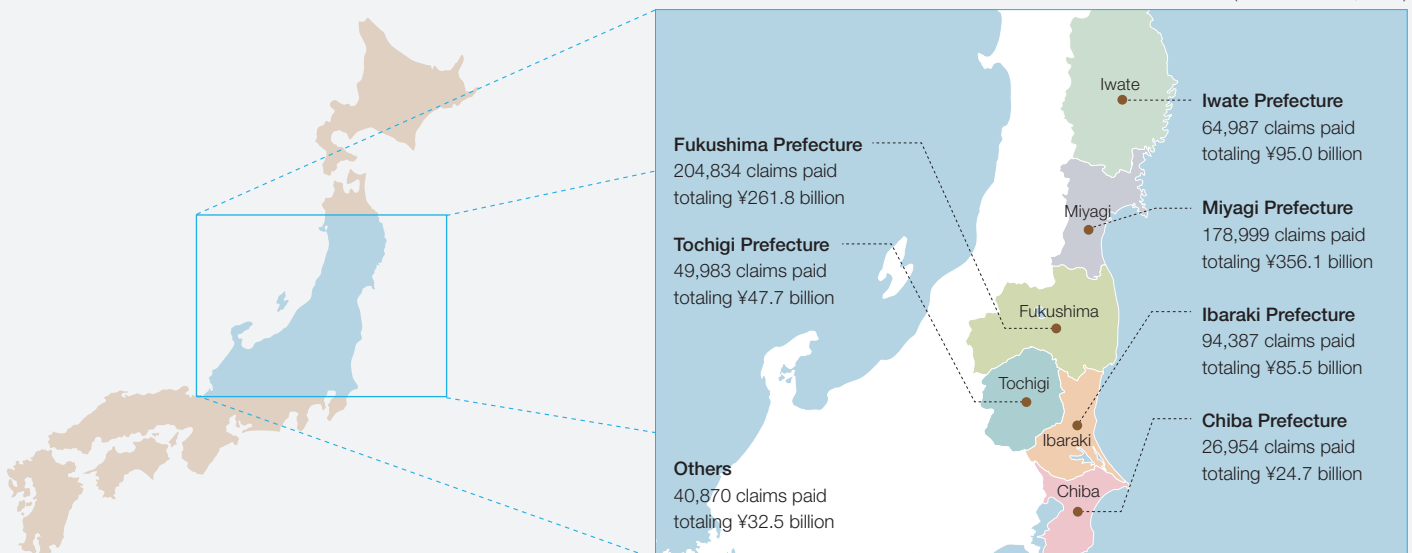 Fukushima Prefecture
204,834 claims paid
totaling ¥261.8 billion
Tochigi Prefecture
49,983 claims paid
totaling ¥47.7 billion
Others
40,870 claims paid
totaling ¥32.5 billion
Iwate
Miyagi
Fukushima
Tochigi
Ibaraki
Chiba
Iwate Prefecture
64,987 claims paid
totaling ¥95.0 billion
Miyagi Prefecture
178,999 claims paid
totaling ¥356.1 billion
Ibaraki Prefecture
94,387 claims paid
totaling ¥85.5 billion
Chiba Prefecture
26,954 claims paid
totaling ¥24.7 billion